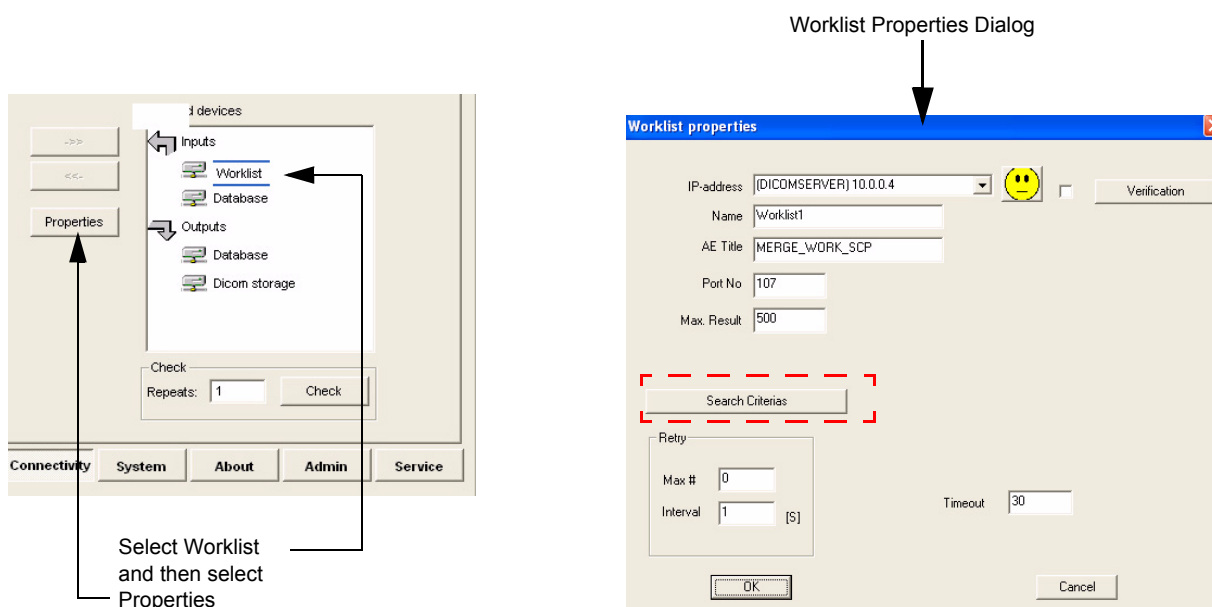 Worklist Properties Dialog
d devices
->>
Inputs
<<-
Worklist
Database
Properties
Outputs
Database
Dicom storage
Check
Repeats: 1 Check
Connectivity System About Admin Service
Select Worklist
and then select
Properties
Worklist properties
IP-address (DICOMSERVER) 10.0.0.4 Verification
Name Worklist1
AE Title MERGE_WORK_SCP
Port No 107
Max. Result 500
Search Criterias
Retry
Max # 0
Interval 1 [S]
Timeout 30
OK Cancel